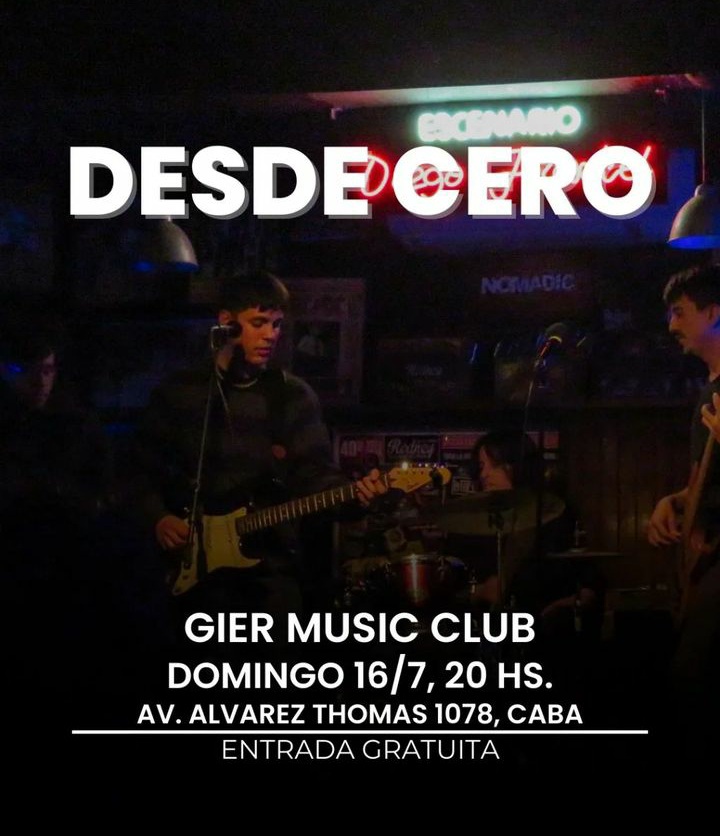 ESCENARIO
DESDE CERO
NOMADIC
Rodney
GIER MUSIC CLUB
DOMINGO 16/7, 20 HS.
AV. ALVAREZ THOMAS 1078, CABA
ENTRADA GRATUITA